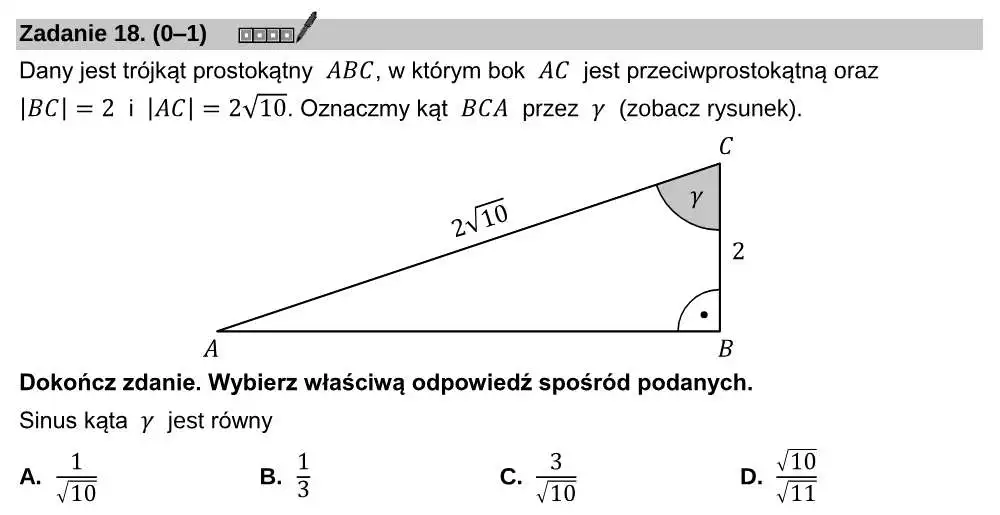 Zadanie 18. (0–1)
Dany jest trójkąt prostokątny ABC, w którym bok AC jest przeciwprostokątną oraz
|BC| = 2 i |AC| = 2√10. Oznaczmy kąt BCA przez γ (zobacz rysunek).
C
γ
2√10
2
A
B
Dokończ zdanie. Wybierz właściwą odpowiedź spośród podanych.
Sinus kąta γ jest równy
A. 1/√10 B. 1/3 C. 3/√10 D. √10/√11